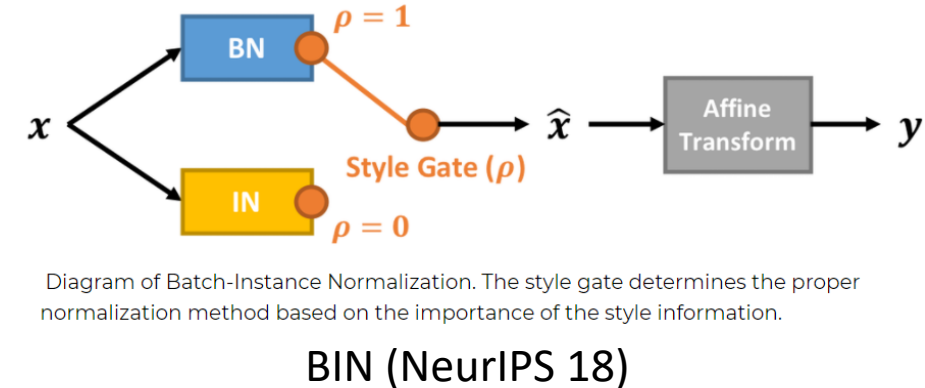 ρ = 1
BN
x
x̂
Affine
Transform
y
Style Gate (ρ)
IN
ρ = 0
Diagram of Batch-Instance Normalization. The style gate determines the proper
normalization method based on the importance of the style information.
BIN (NeurIPS 18)